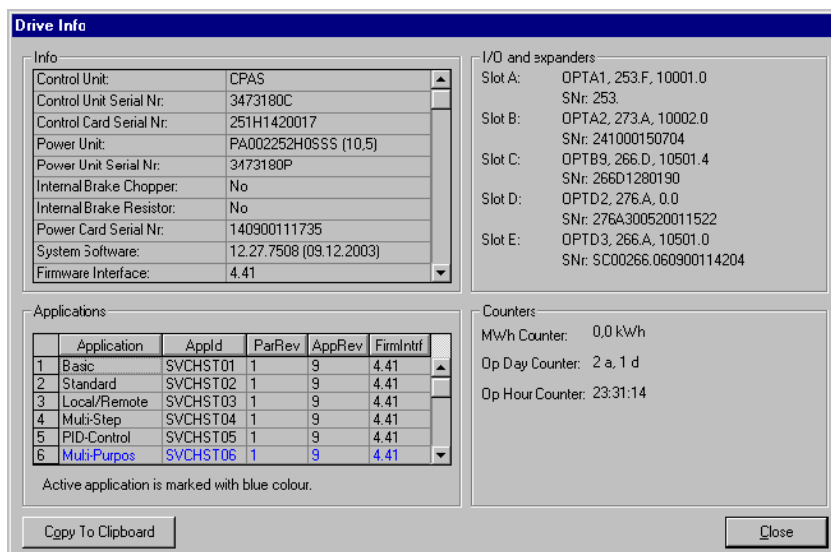 Drive Info
Info
Control Unit: CPAS
Control Unit Serial Nr: 3473180C
Control Card Serial Nr: 251H1420017
Power Unit: PA002252H0SSS (10,5)
Power Unit Serial Nr: 3473180P
Internal Brake Chopper: No
Internal Brake Resistor: No
Power Card Serial Nr: 140900111735
System Software: 12.27.7508 (09.12.2003)
Firmware Interface: 4.41
I/O and expanders
Slot A: OPTA1, 253.F, 10001.0
SNr: 253.
Slot B: OPTA2, 273.A, 10002.0
SNr: 241000150704
Slot C: OPTB9, 266.D, 10501.4
SNr: 266D1280190
Slot D: OPTD2, 276.A, 0.0
SNr: 276A300520011522
Slot E: OPTD3, 266.A, 10501.0
SNr: SC00266.060900114204
Applications
Application AppId ParRev AppRev FirmIntrf
1 Basic SVCHST01 1 9 4.41
2 Standard SVCHST02 1 9 4.41
3 Local/Remote SVCHST03 1 9 4.41
4 Multi-Step SVCHST04 1 9 4.41
5 PID-Control SVCHST05 1 9 4.41
6 Multi-Purpos SVCHST06 1 9 4.41
Active application is marked with blue colour.
Counters
MWh Counter: 0,0 kWh
Op Day Counter: 2 a, 1 d
Op Hour Counter: 23:31:14
Copy To Clipboard
Close